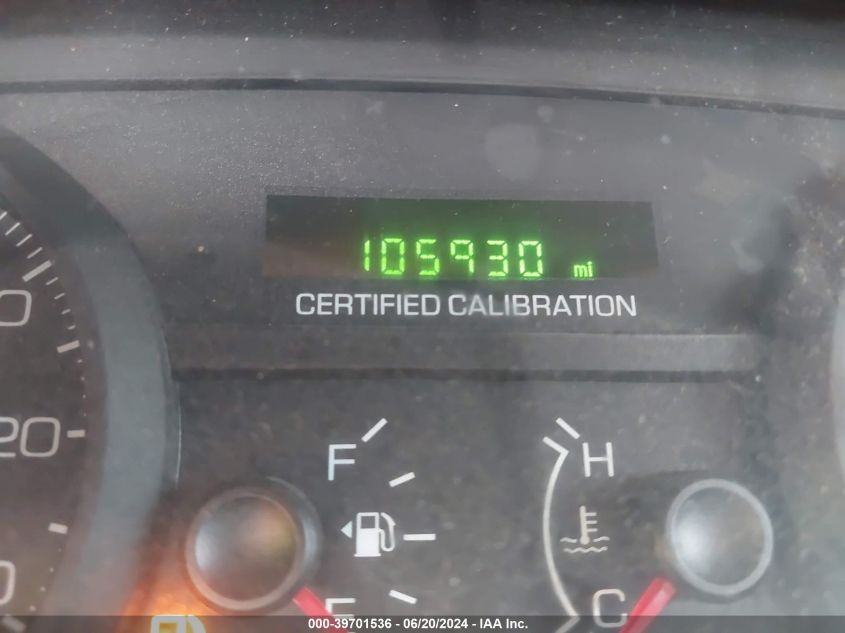 105930 mi
CERTIFIED CALIBRATION
20
F
H
E
C
000-39701536 - 06/20/2024 - IAA Inc.